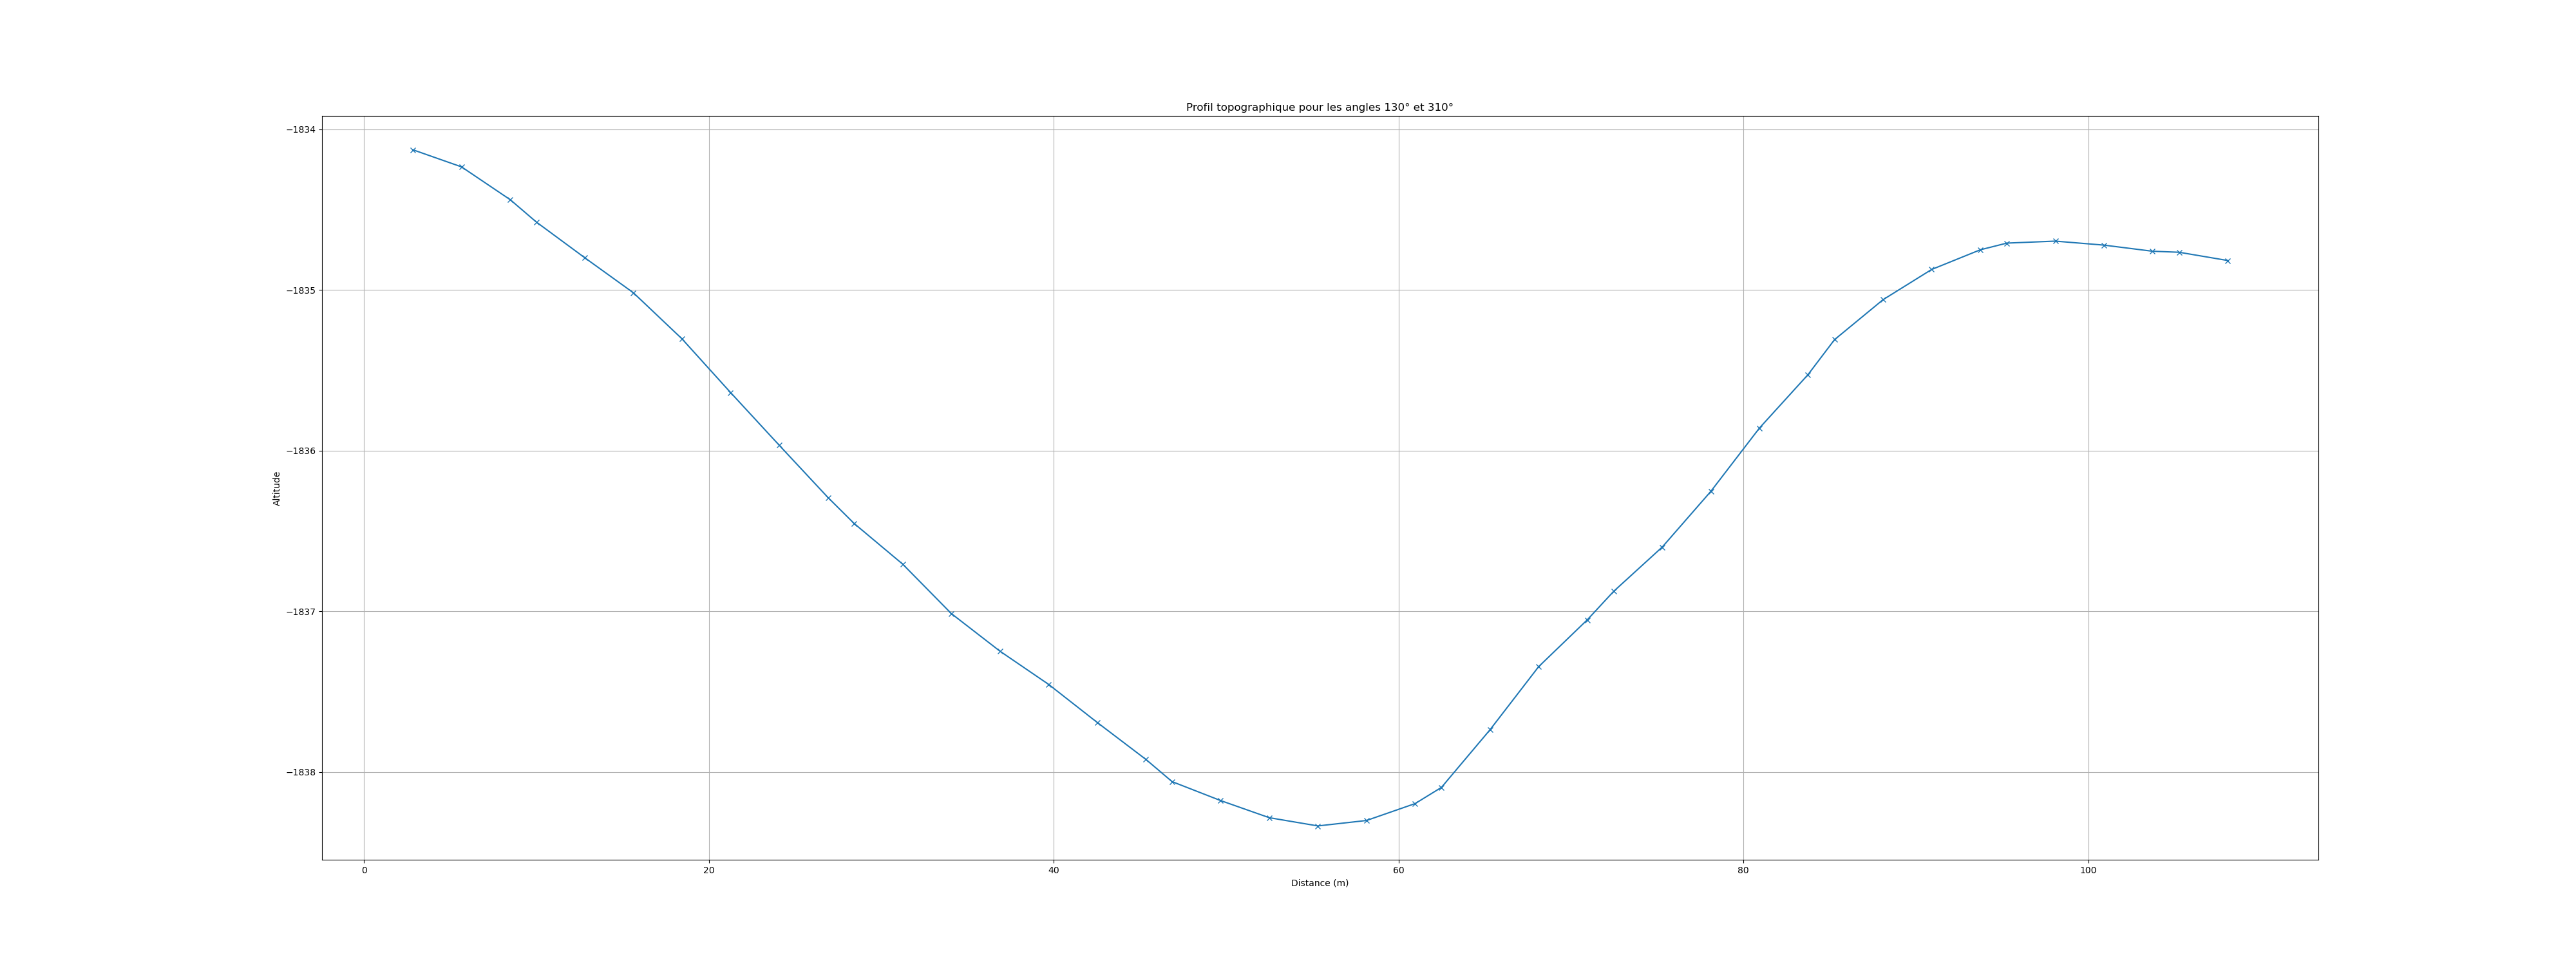 Profil topographique pour les angles 130° et 310°
Altitude
−1834
−1835
−1836
−1837
−1838
0 20 40 60 80 100
Distance (m)